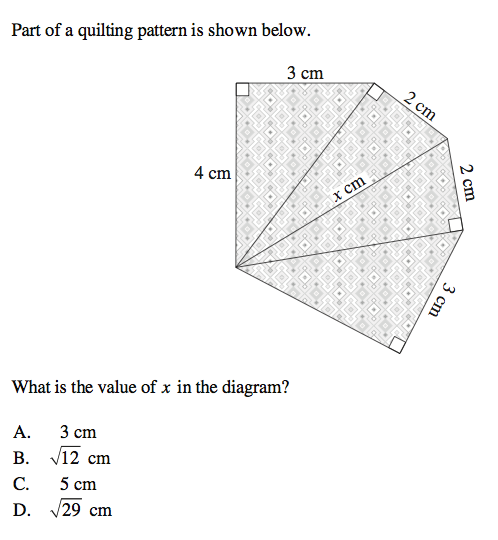 Part of a quilting pattern is shown below.
3 cm
2 cm
4 cm
x cm
2 cm
3 cm
What is the value of x in the diagram?
A. 3 cm
B. √12 cm
C. 5 cm
D. √29 cm